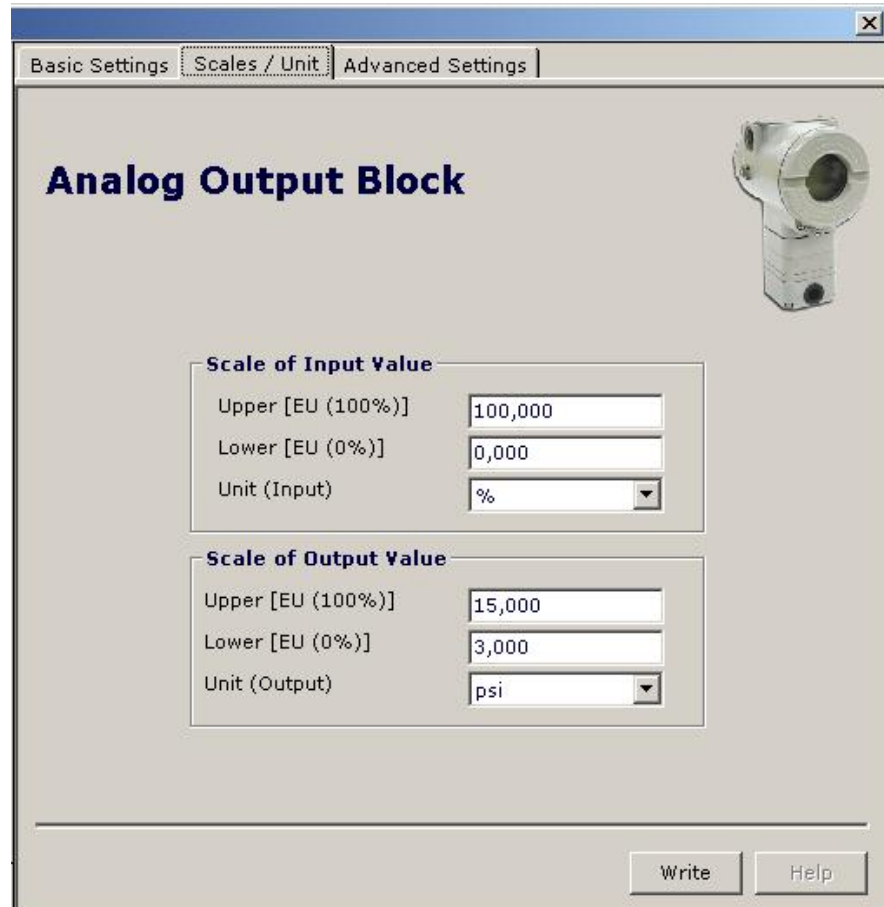 Basic Settings Scales / Unit Advanced Settings
Analog Output Block
Scale of Input Value
Upper [EU (100%)] 100,000
Lower [EU (0%)] 0,000
Unit (Input) %
Scale of Output Value
Upper [EU (100%)] 15,000
Lower [EU (0%)] 3,000
Unit (Output) psi
Write Help